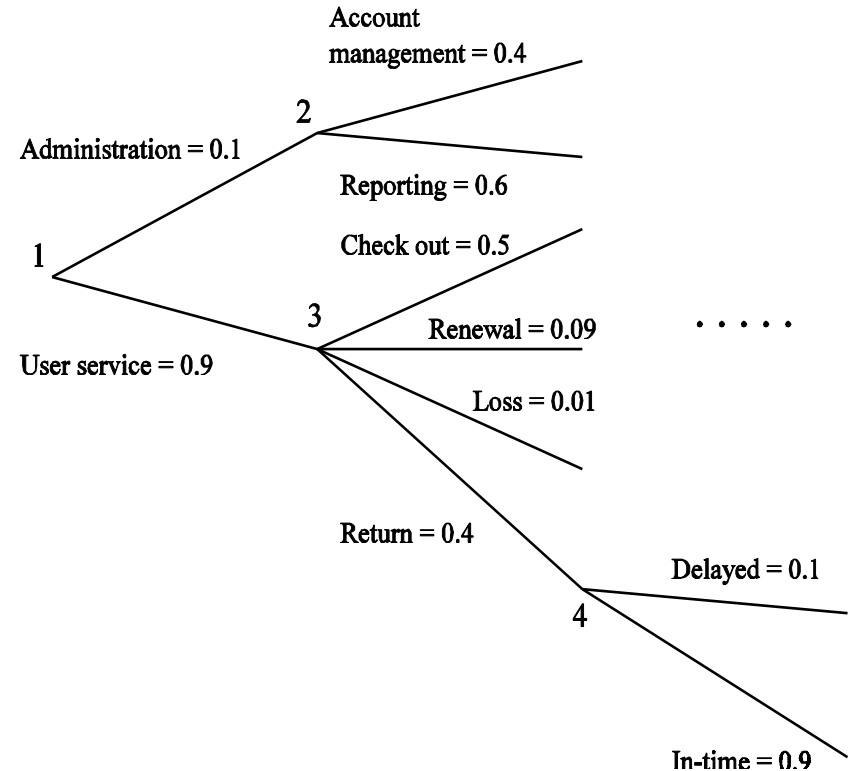 Account
management = 0.4
2
Administration = 0.1
Reporting = 0.6
Check out = 0.5
1
3
Renewal = 0.09
. . . . .
User service = 0.9
Loss = 0.01
Return = 0.4
Delayed = 0.1
4
In-time = 0.9